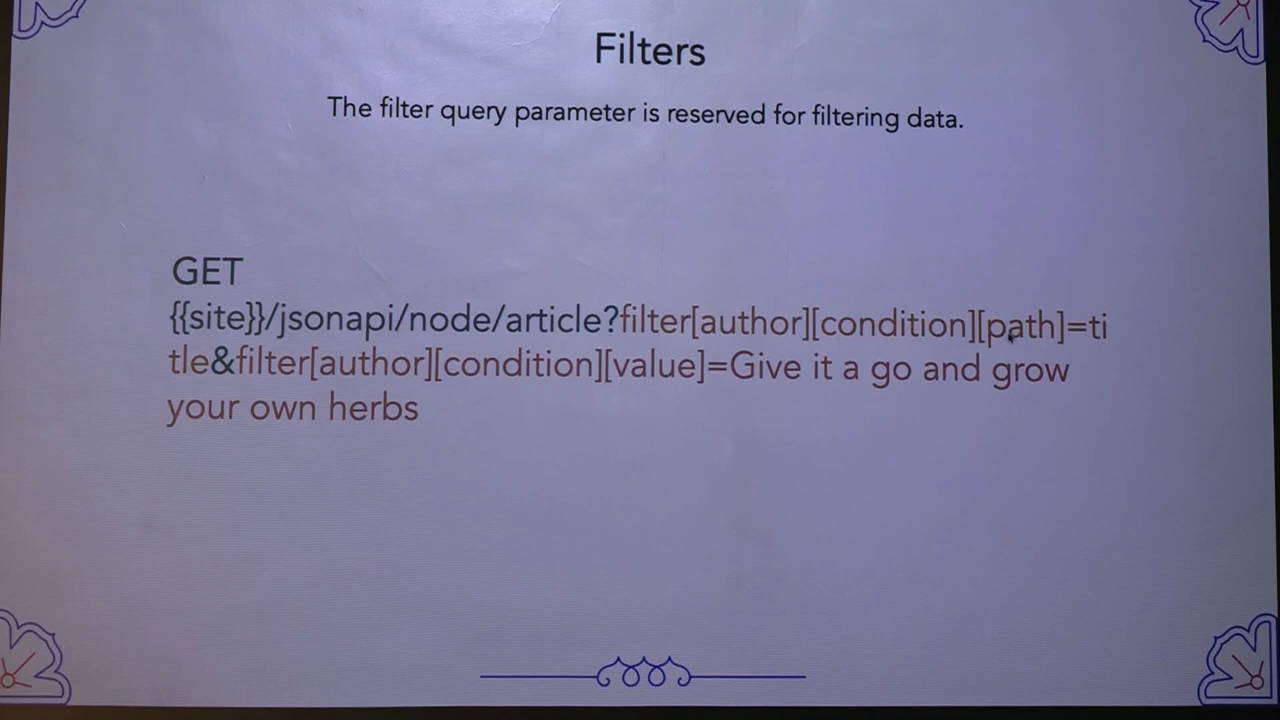 Filters
The filter query parameter is reserved for filtering data.
GET
{{site}}/jsonapi/node/article?filter[author][condition][path]=ti
tle&filter[author][condition][value]=Give it a go and grow
your own herbs